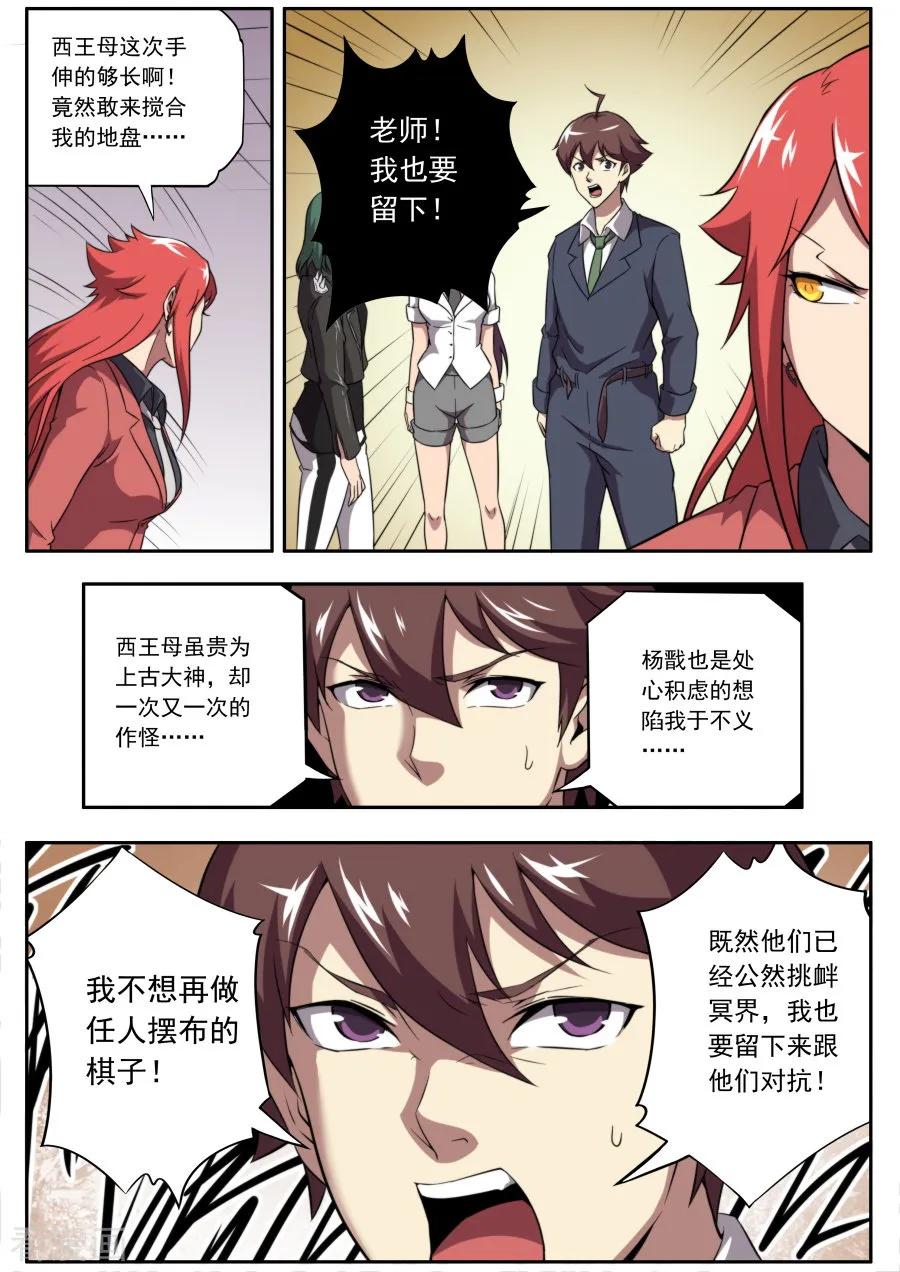 西王母这次手
伸的够长啊！
竟然敢来搅合
我的地盘……
老师！
我也要
留下！
西王母虽贵为
上古大神，却
一次又一次的
作怪……
杨戬也是处
心积虑的想
陷我于不义
……
我不想再做
任人摆布的
棋子！
既然他们已
经公然挑衅
冥界，我也
要留下来跟
他们对抗！